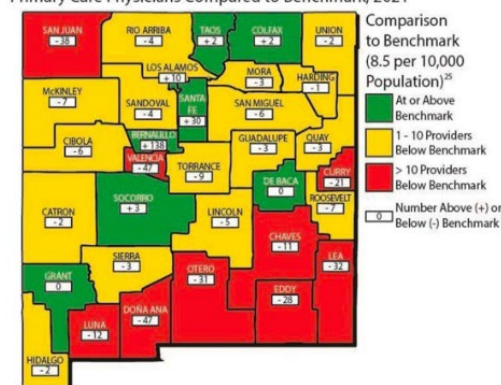 Primary Care Physicians Compared to Benchmark, 2021
SAN JUAN
- 38
RIO ARRIBA
- 4
TAOS
+ 2
COLFAX
+ 2
UNION
- 2
LOS ALAMOS
+ 10
MORA
- 3
HARDING
- 1
McKINLEY
- 7
SANDOVAL
- 4
SANTA
FE
+ 30
SAN MIGUEL
- 6
CIBOLA
- 6
BERNALILLO
+ 138
GUADALUPE
- 3
QUAY
- 3
VALENCIA
- 47
TORRANCE
- 9
CURRY
- 21
DE BACA
0
ROOSEVELT
- 7
CATRON
- 2
SOCORRO
+ 3
LINCOLN
- 5
CHAVES
- 11
SIERRA
- 3
OTERO
- 31
LEA
- 32
GRANT
0
EDDY
- 28
DOÑA ANA
- 47
LUNA
- 12
HIDALGO
- 2
Comparison
to Benchmark
(8.5 per 10,000
Population)²⁵
At or Above
Benchmark
1 - 10 Providers
Below Benchmark
> 10 Providers
Below Benchmark
0
Number Above (+) or
Below (-) Benchmark